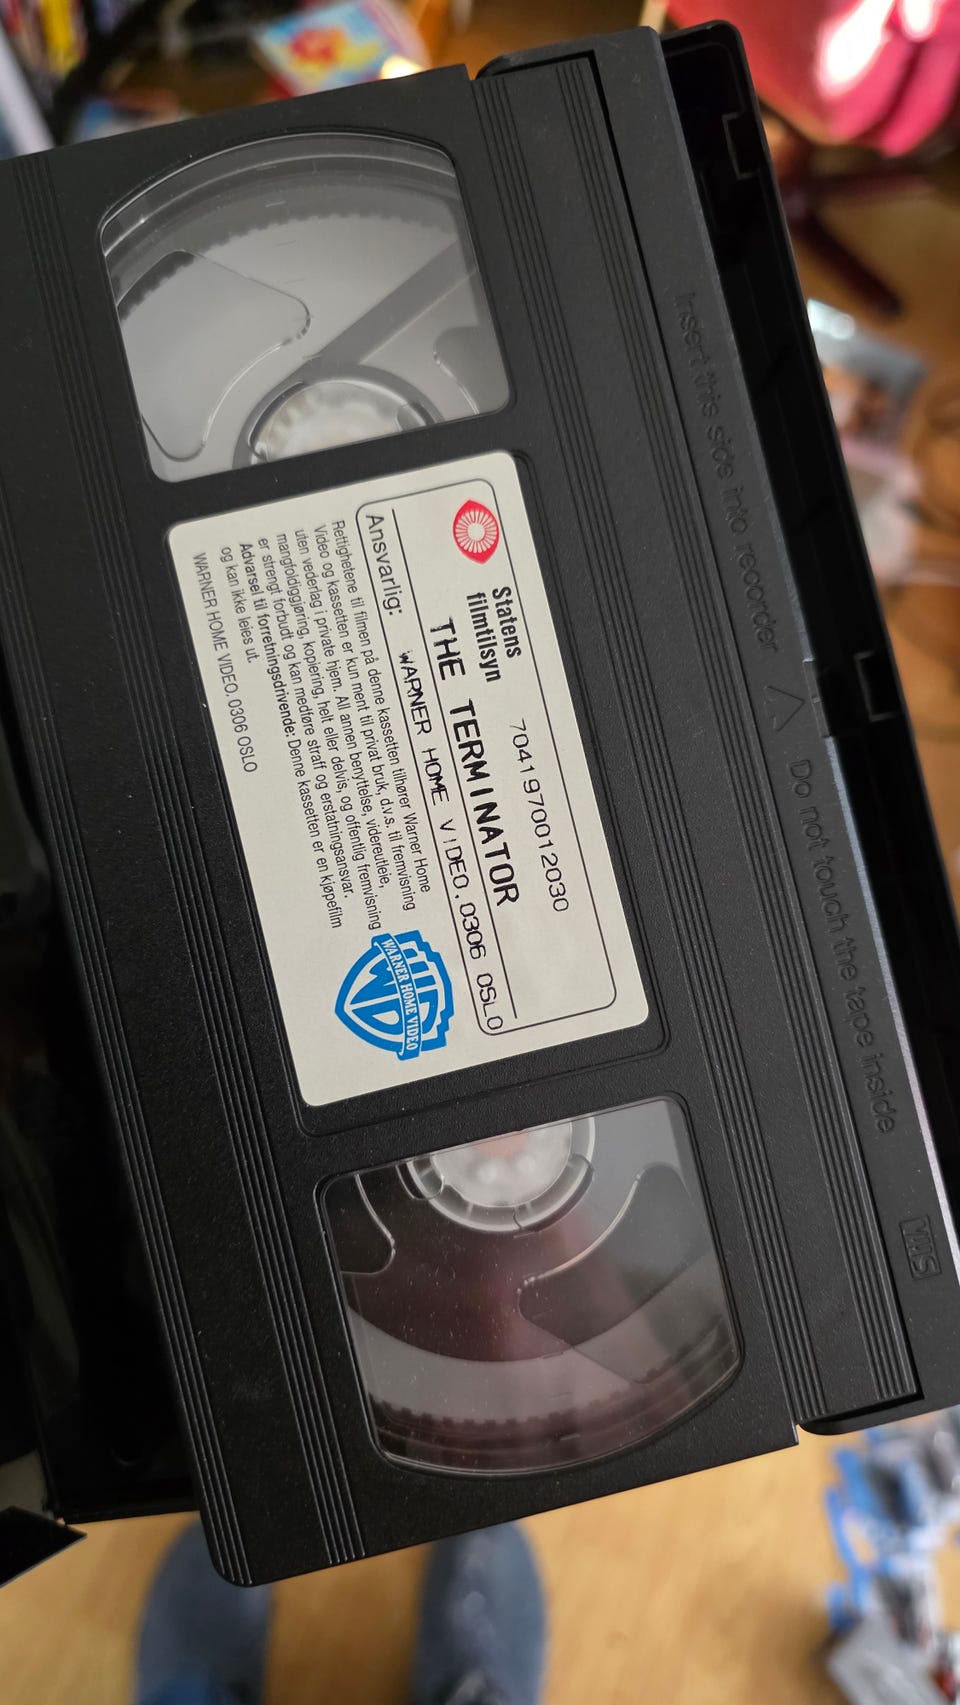 Statens
filmtilsyn
7041970012030
THE TERMINATOR
Ansvarlig: WARNER HOME VIDEO, 0306 OSLO
Rettighetene til filmen på denne kassetten tilhører Warner Home
Video og kassetten er kun ment til privat bruk, d.v.s. til fremvisning
uten vederlag i private hjem. All annen benyttelse, videreutleie,
mangfoldiggjøring, kopiering, helt eller delvis, og offentlig fremvisning
er strengt forbudt og kan medføre straff og erstatningsansvar.
Advarsel til forretningsdrivende: Denne kassetten er en kjøpefilm
og kan ikke leies ut.
WARNER HOME VIDEO, 0306 OSLO
WARNER HOME VIDEO
Insert this side into recorder
Do not touch the tape inside
VHS